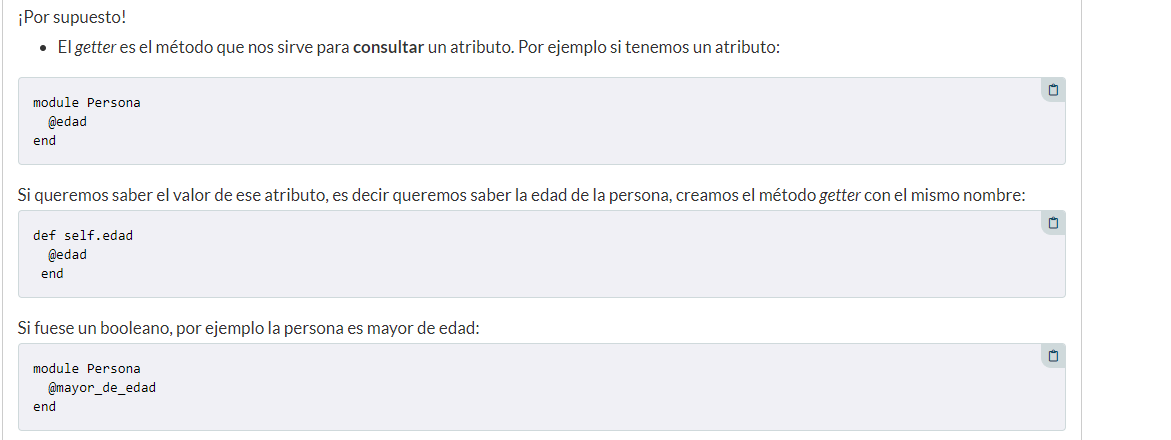 ¡Por supuesto!
• El getter es el método que nos sirve para consultar un atributo. Por ejemplo si tenemos un atributo:
module Persona
  @edad
end
Si queremos saber el valor de ese atributo, es decir queremos saber la edad de la persona, creamos el método getter con el mismo nombre:
def self.edad
  @edad
 end
Si fuese un booleano, por ejemplo la persona es mayor de edad:
module Persona
  @mayor_de_edad
end